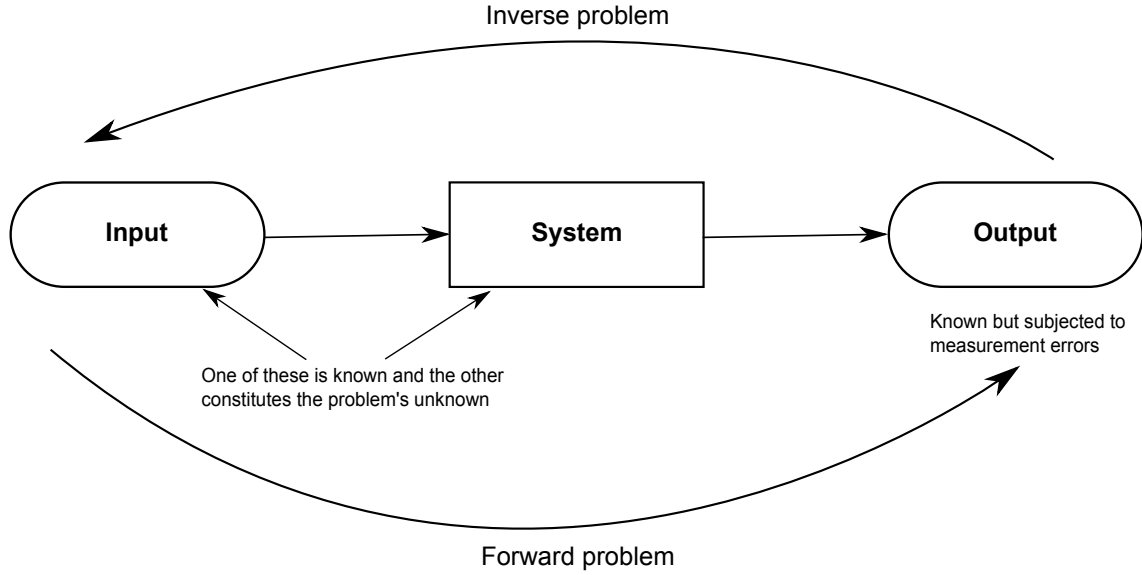 Inverse problem
Input
System
Output
Known but subjected to
measurement errors
One of these is known and the other
constitutes the problem's unknown
Forward problem